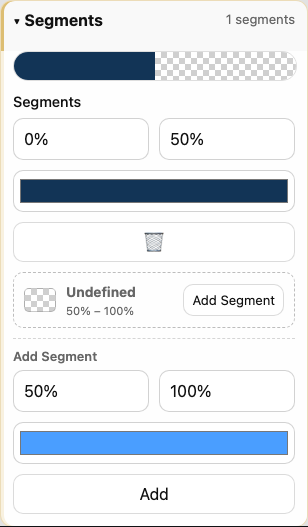 ▾ Segments 1 segments
Segments
0% 50%
Undefined
50% – 100%
Add Segment
Add Segment
50% 100%
Add